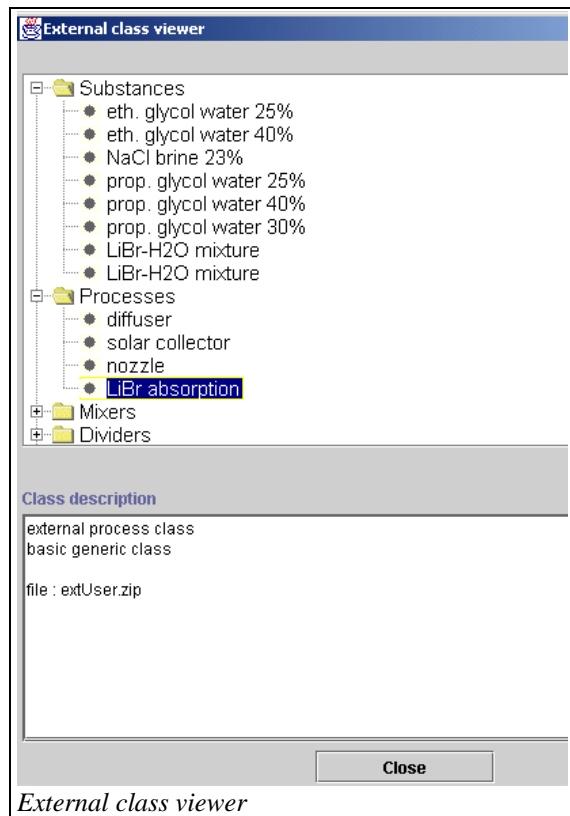 External class viewer
Substances
eth. glycol water 25%
eth. glycol water 40%
NaCl brine 23%
prop. glycol water 25%
prop. glycol water 40%
prop. glycol water 30%
LiBr-H2O mixture
LiBr-H2O mixture
Processes
diffuser
solar collector
nozzle
LiBr absorption
Mixers
Dividers
Class description
external process class
basic generic class
file : extUser.zip
Close
External class viewer